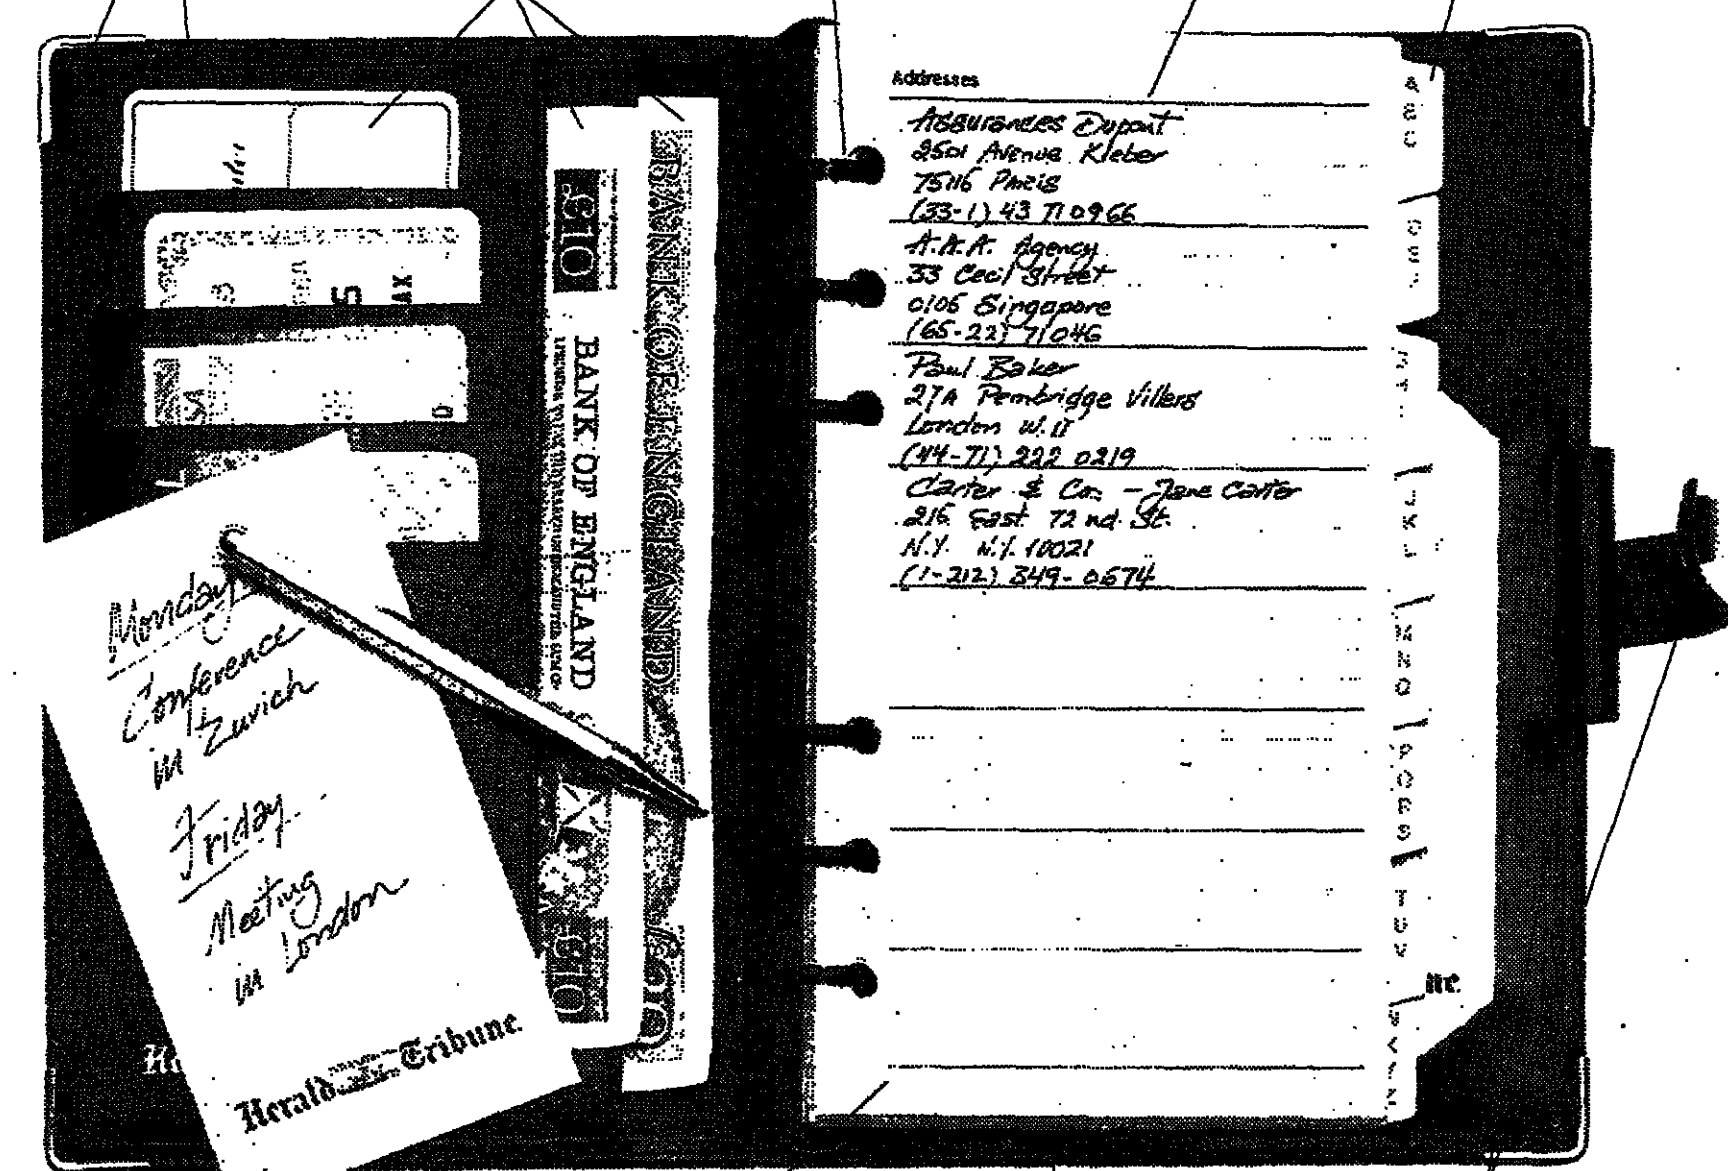 Addresses
Assurances Dupont
2501 Avenue Kleber
75116 Paris
(33-1) 43 71 09 66
A.A.A. Agency
33 Cecil Street
0106 Singapore
(65-22) 71046
Paul Baker
27A Pembridge Villers
London W.11
(44-71) 222 0219
Carter & Co. - Jane Carter
216 East 72nd St.
N.Y. N.Y. 10021
(1-212) 349-0674
A
B
C
J
K
L
M
N
O
P
Q
R
S
T
U
V
£10
BANK OF ENGLAND
£10
BANK OF ENGLAND
Monday
Conference
in Zurich
Friday
Meeting
in London
Herald Tribune